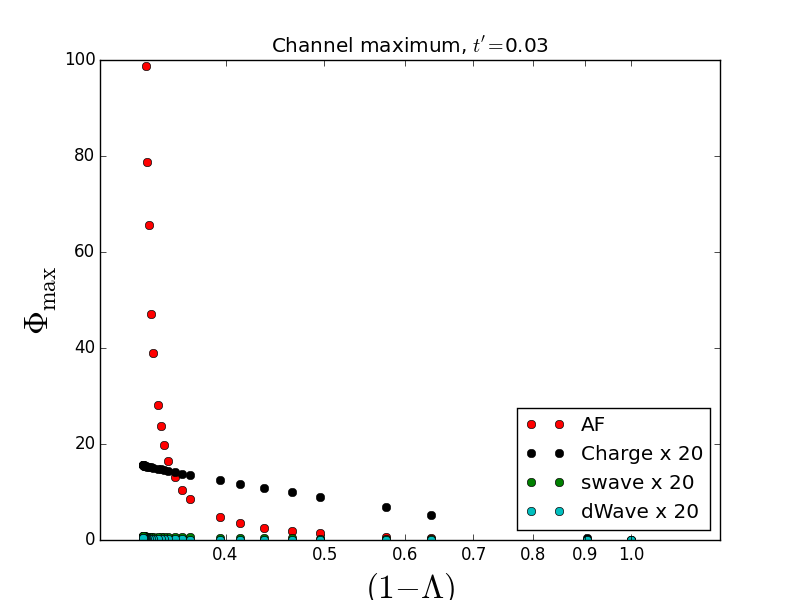 Channel maximum, t′=0.03
100
80
60
40
20
0
Φmax
AF
Charge x 20
swave x 20
dWave x 20
0.4 0.5 0.6 0.7 0.8 0.9 1.0
(1−Λ)